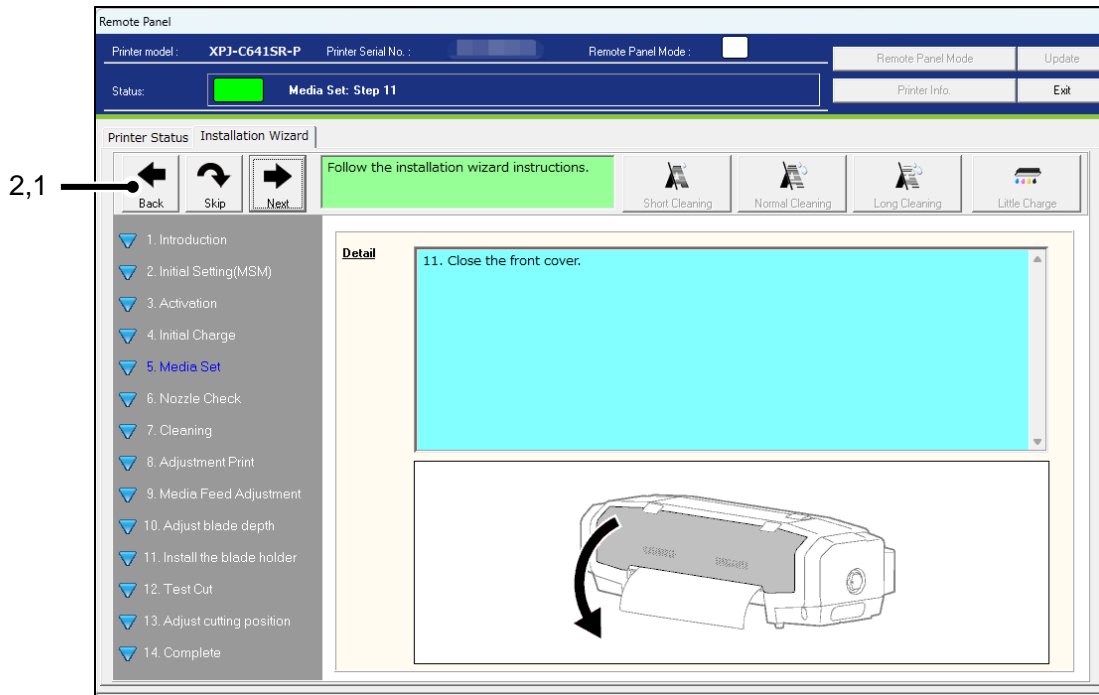 Remote Panel
Printer model : XPJ-C641SR-P Printer Serial No. : Remote Panel Mode :
Remote Panel Mode Update
Status: Media Set: Step 11
Printer Info. Exit
Printer Status Installation Wizard
2,1
Back Skip Next
Follow the installation wizard instructions.
Short Cleaning Normal Cleaning Long Cleaning Little Charge
1. Introduction
2. Initial Setting(MSM)
3. Activation
4. Initial Charge
5. Media Set
6. Nozzle Check
7. Cleaning
8. Adjustment Print
9. Media Feed Adjustment
10. Adjust blade depth
11. Install the blade holder
12. Test Cut
13. Adjust cutting position
14. Complete
Detail
11. Close the front cover.